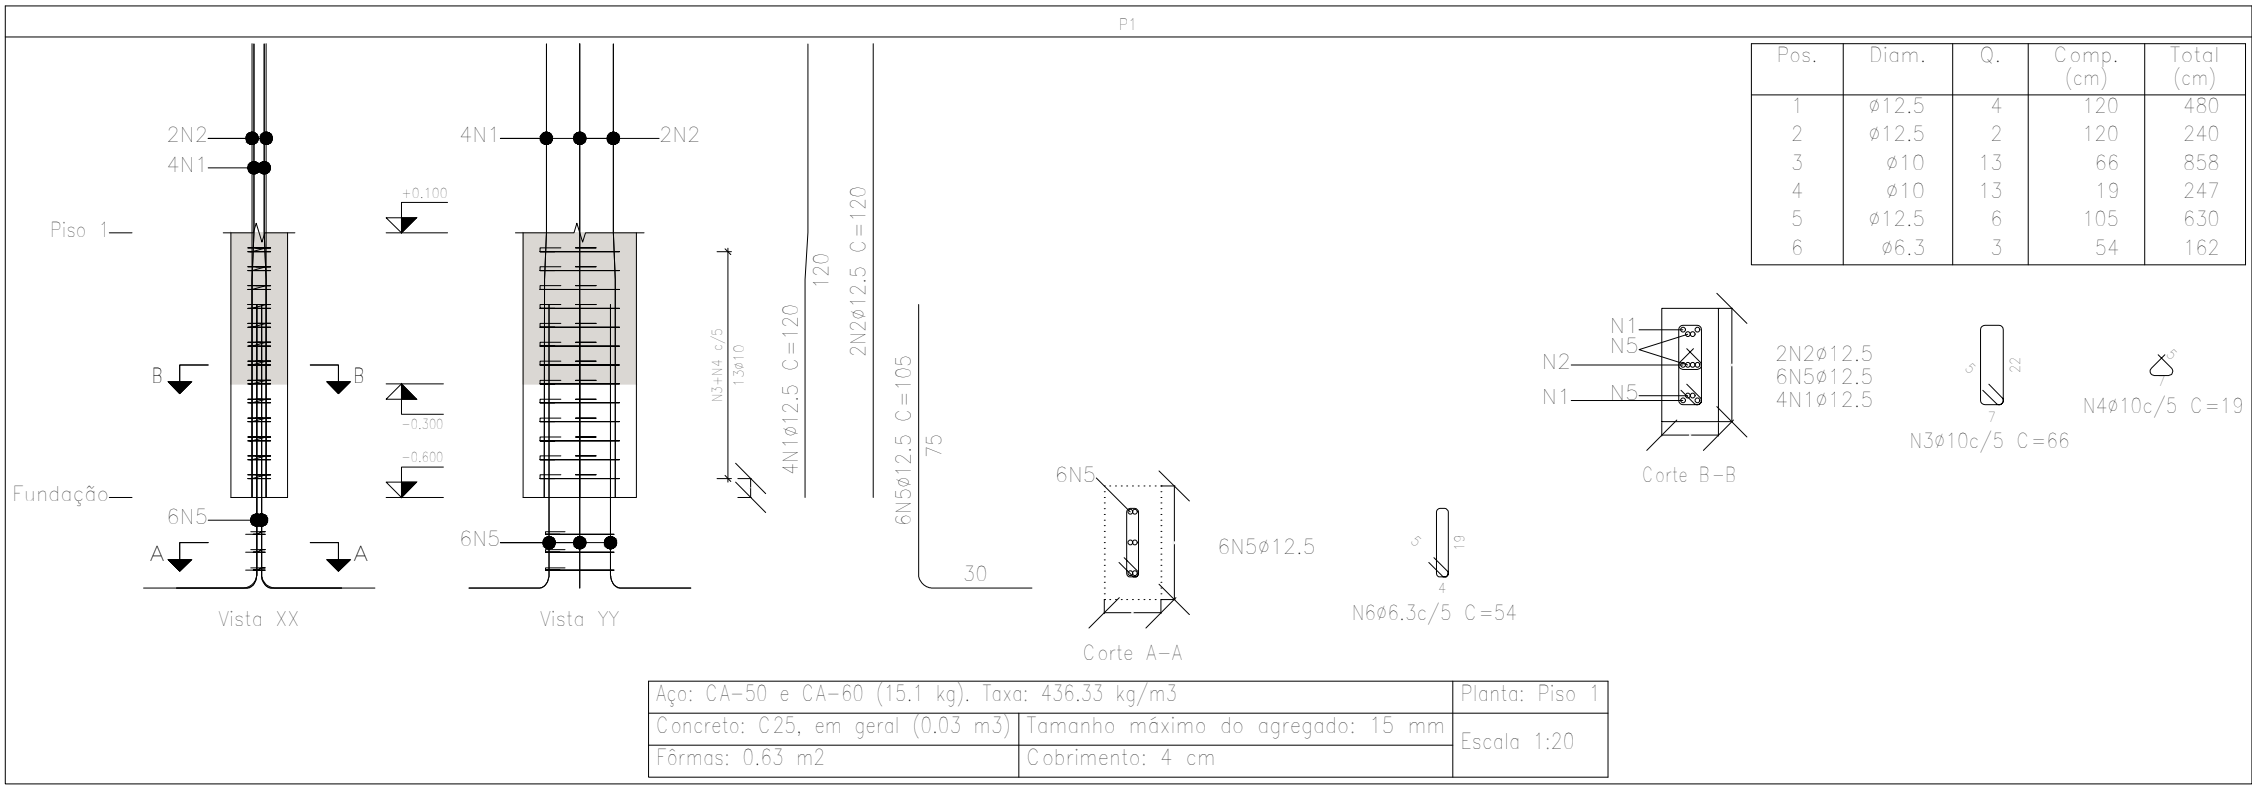 P1
Pos. Diam. Q. Comp. (cm) Total (cm)
1 ø12.5 4 120 480
2 ø12.5 2 120 240
3 ø10 13 66 858
4 ø10 13 19 247
5 ø12.5 6 105 630
6 ø6.3 3 54 162
2N2
4N1
Piso 1
B B
Fundação
6N5
A A
Vista XX
+0.100
-0.300
-0.600
4N1 2N2
6N5
Vista YY
N3+N4 c/5
13ø10
4N1ø12.5 C=120
120
2N2ø12.5 C=120
6N5ø12.5 C=105
75
30
6N5
6N5ø12.5
Corte A-A
5
19
4
N6ø6.3c/5 C=54
N1
N5
N2
N1 N5
2N2ø12.5
6N5ø12.5
4N1ø12.5
Corte B-B
5
22
7
N3ø10c/5 C=66
5
7
N4ø10c/5 C=19
Aço: CA-50 e CA-60 (15.1 kg). Taxa: 436.33 kg/m3
Planta: Piso 1
Concreto: C25, em geral (0.03 m3)
Tamanho máximo do agregado: 15 mm
Escala 1:20
Fôrmas: 0.63 m2
Cobrimento: 4 cm